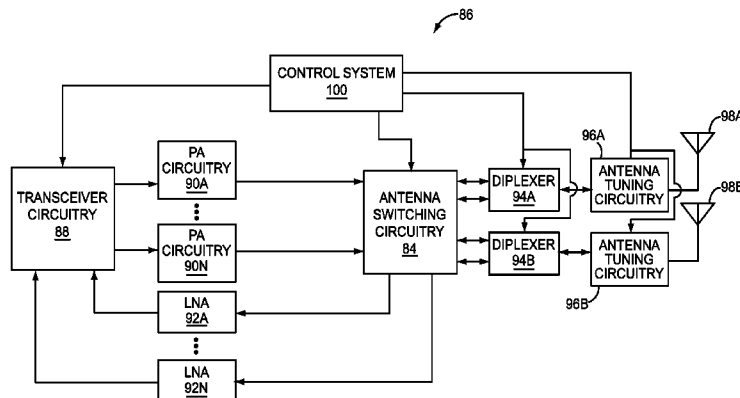 86
CONTROL SYSTEM
100
98A
96A
PA
CIRCUITRY
90A
TRANSCEIVER
CIRCUITRY
88
ANTENNA
SWITCHING
CIRCUITRY
84
DIPLEXER
94A
ANTENNA
TUNING
CIRCUITRY
98B
PA
CIRCUITRY
90N
DIPLEXER
94B
ANTENNA
TUNING
CIRCUITRY
96B
LNA
92A
LNA
92N